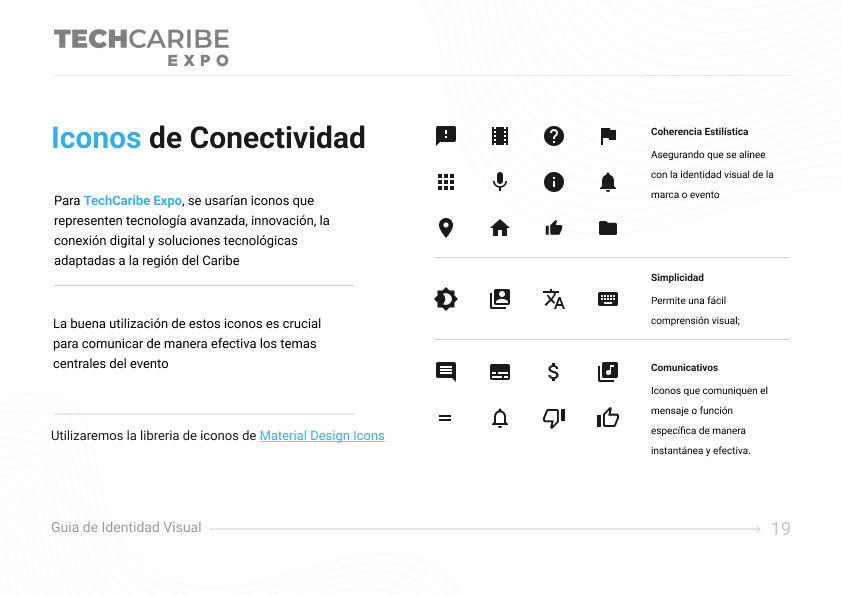 TECHCARIBE
EXPO
Iconos de Conectividad
Para TechCaribe Expo, se usarían iconos que
representen tecnología avanzada, innovación, la
conexión digital y soluciones tecnológicas
adaptadas a la región del Caribe
La buena utilización de estos iconos es crucial
para comunicar de manera efectiva los temas
centrales del evento
Utilizaremos la libreria de iconos de Material Design Icons
Coherencia Estilística
Asegurando que se alinee
con la identidad visual de la
marca o evento
Simplicidad
Permite una fácil
comprensión visual;
Comunicativos
Iconos que comuniquen el
mensaje o función
específica de manera
instantánea y efectiva.
Guia de Identidad Visual
19